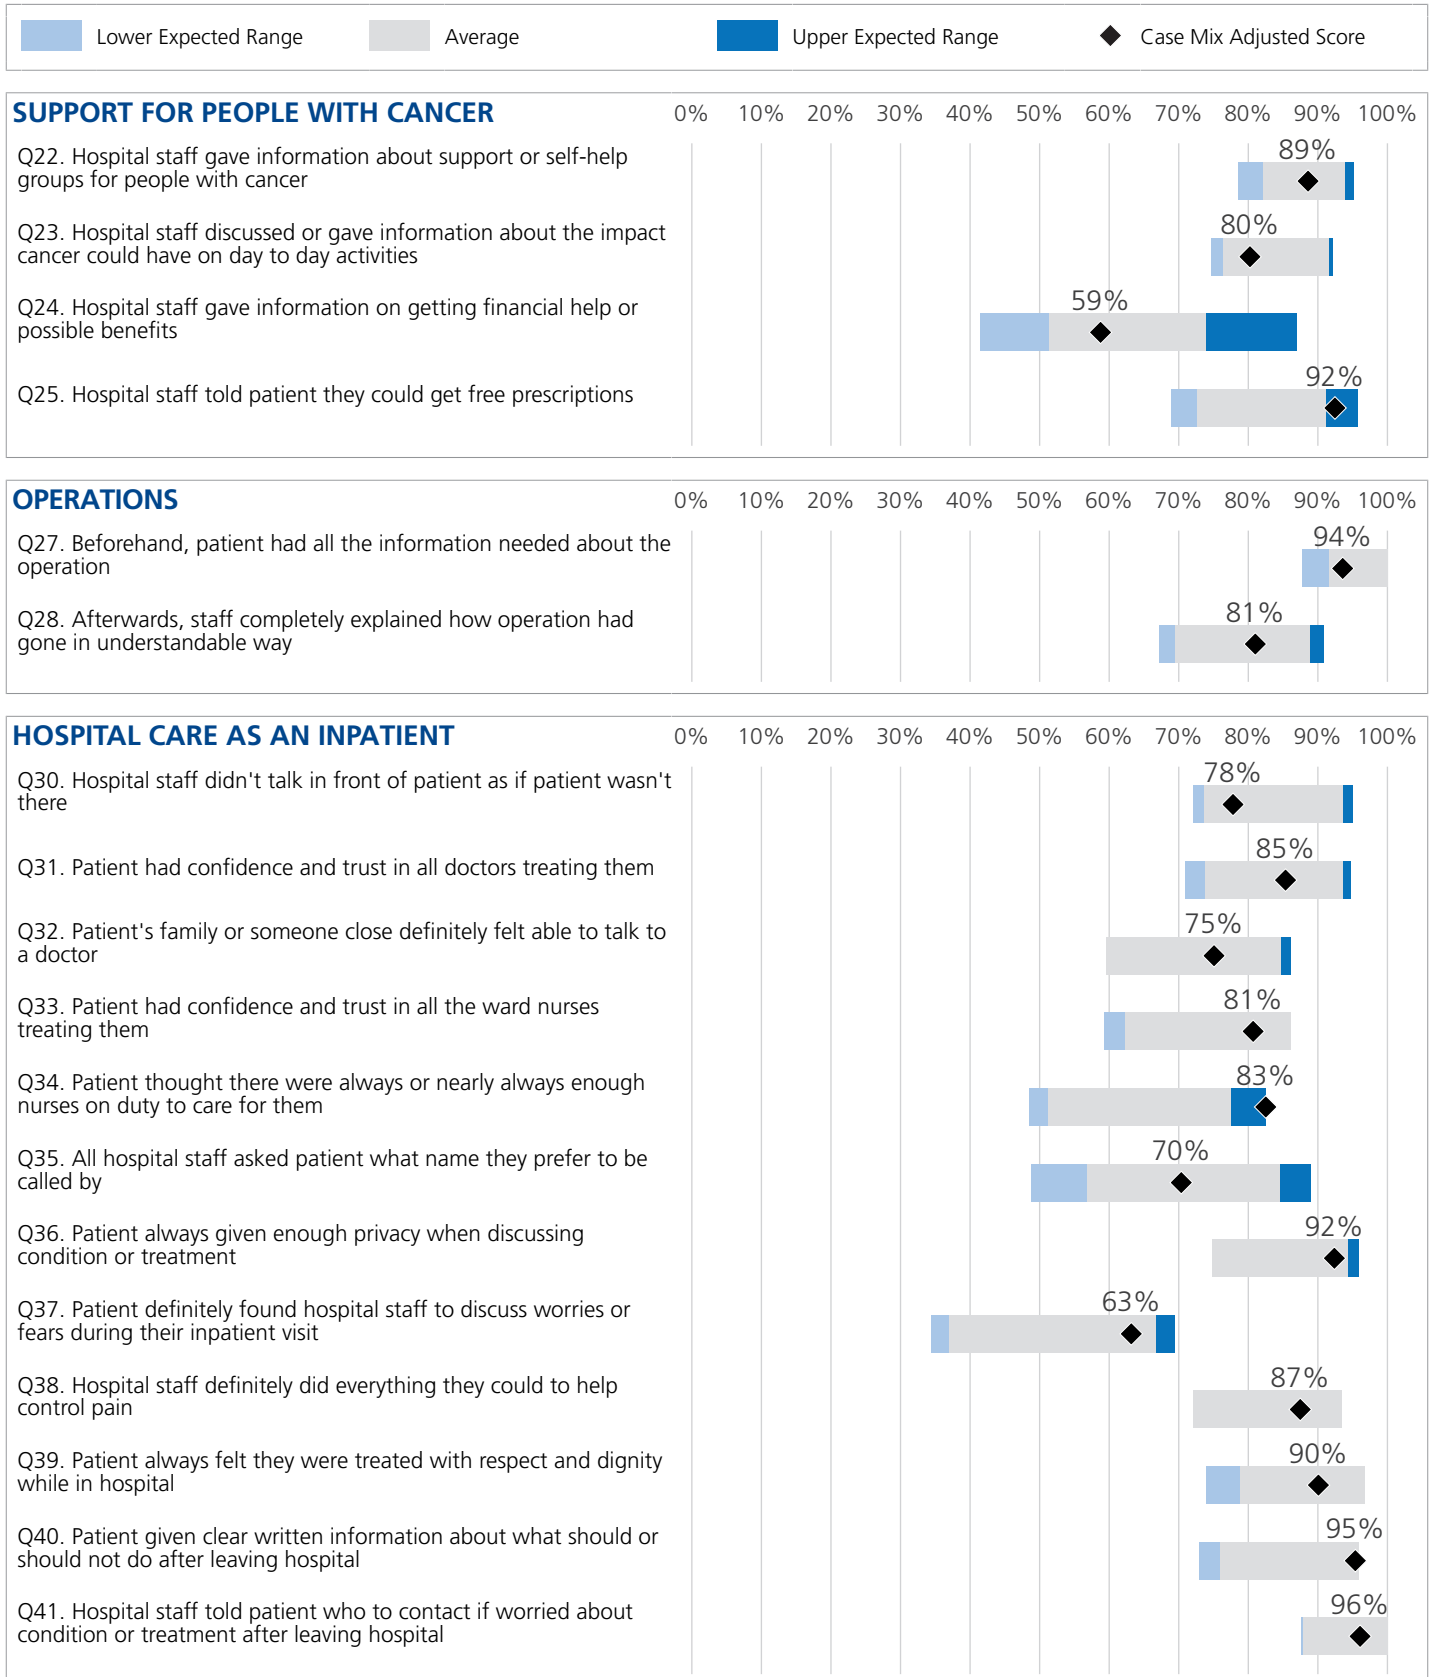 Lower Expected Range Average Upper Expected Range Case Mix Adjusted Score
SUPPORT FOR PEOPLE WITH CANCER 0% 10% 20% 30% 40% 50% 60% 70% 80% 90% 100%
Q22. Hospital staff gave information about support or self-help
groups for people with cancer
89%
Q23. Hospital staff discussed or gave information about the impact
cancer could have on day to day activities
80%
Q24. Hospital staff gave information on getting financial help or
possible benefits
59%
Q25. Hospital staff told patient they could get free prescriptions
92%
OPERATIONS 0% 10% 20% 30% 40% 50% 60% 70% 80% 90% 100%
Q27. Beforehand, patient had all the information needed about the
operation
94%
Q28. Afterwards, staff completely explained how operation had
gone in understandable way
81%
HOSPITAL CARE AS AN INPATIENT 0% 10% 20% 30% 40% 50% 60% 70% 80% 90% 100%
Q30. Hospital staff didn't talk in front of patient as if patient wasn't
there
78%
Q31. Patient had confidence and trust in all doctors treating them
85%
Q32. Patient's family or someone close definitely felt able to talk to
a doctor
75%
Q33. Patient had confidence and trust in all the ward nurses
treating them
81%
Q34. Patient thought there were always or nearly always enough
nurses on duty to care for them
83%
Q35. All hospital staff asked patient what name they prefer to be
called by
70%
Q36. Patient always given enough privacy when discussing
condition or treatment
92%
Q37. Patient definitely found hospital staff to discuss worries or
fears during their inpatient visit
63%
Q38. Hospital staff definitely did everything they could to help
control pain
87%
Q39. Patient always felt they were treated with respect and dignity
while in hospital
90%
Q40. Patient given clear written information about what should or
should not do after leaving hospital
95%
Q41. Hospital staff told patient who to contact if worried about
condition or treatment after leaving hospital
96%